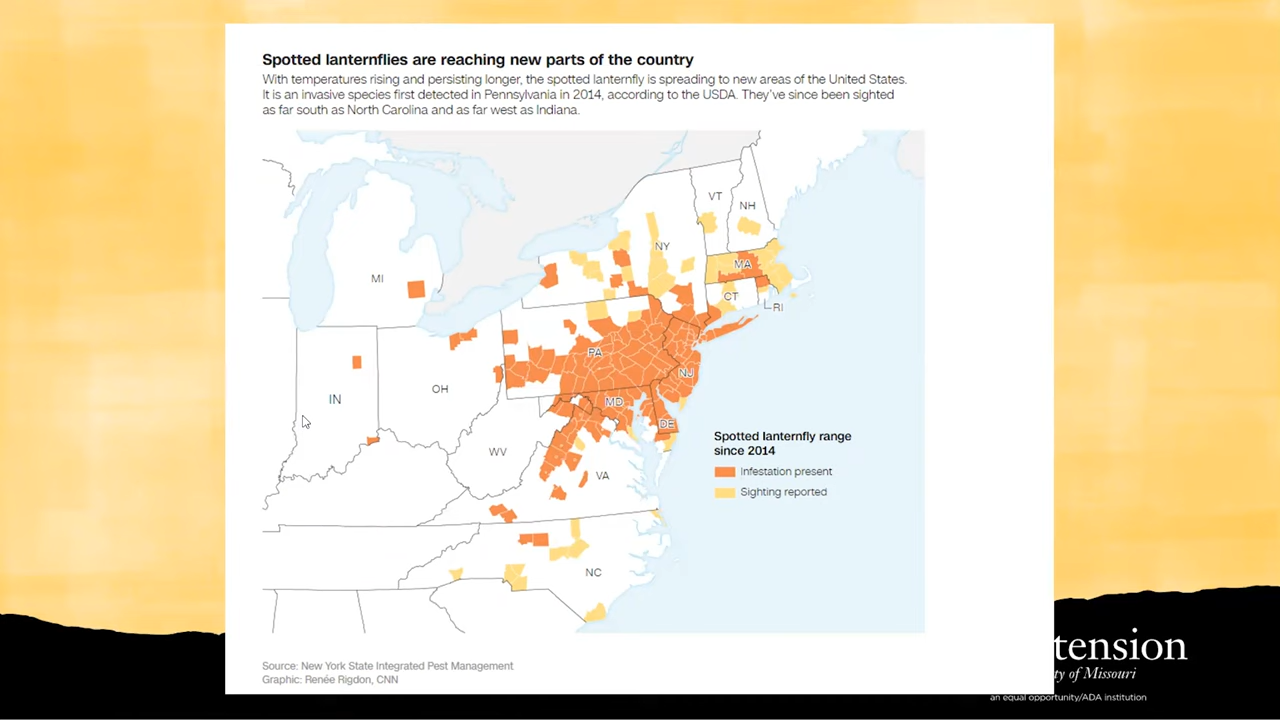 Spotted lanternflies are reaching new parts of the country
With temperatures rising and persisting longer, the spotted lanternfly is spreading to new areas of the United States.
It is an invasive species first detected in Pennsylvania in 2014, according to the USDA. They've since been sighted
as far south as North Carolina and as far west as Indiana.
VT
NH
NY
MA
MI
CT
RI
PA
NJ
OH
IN
MD
DE
WV
VA
NC
Spotted lanternfly range
since 2014
Infestation present
Sighting reported
Source: New York State Integrated Pest Management
Graphic: Renée Rigdon, CNN
tension
ty of Missouri
an equal opportunity/ADA institution